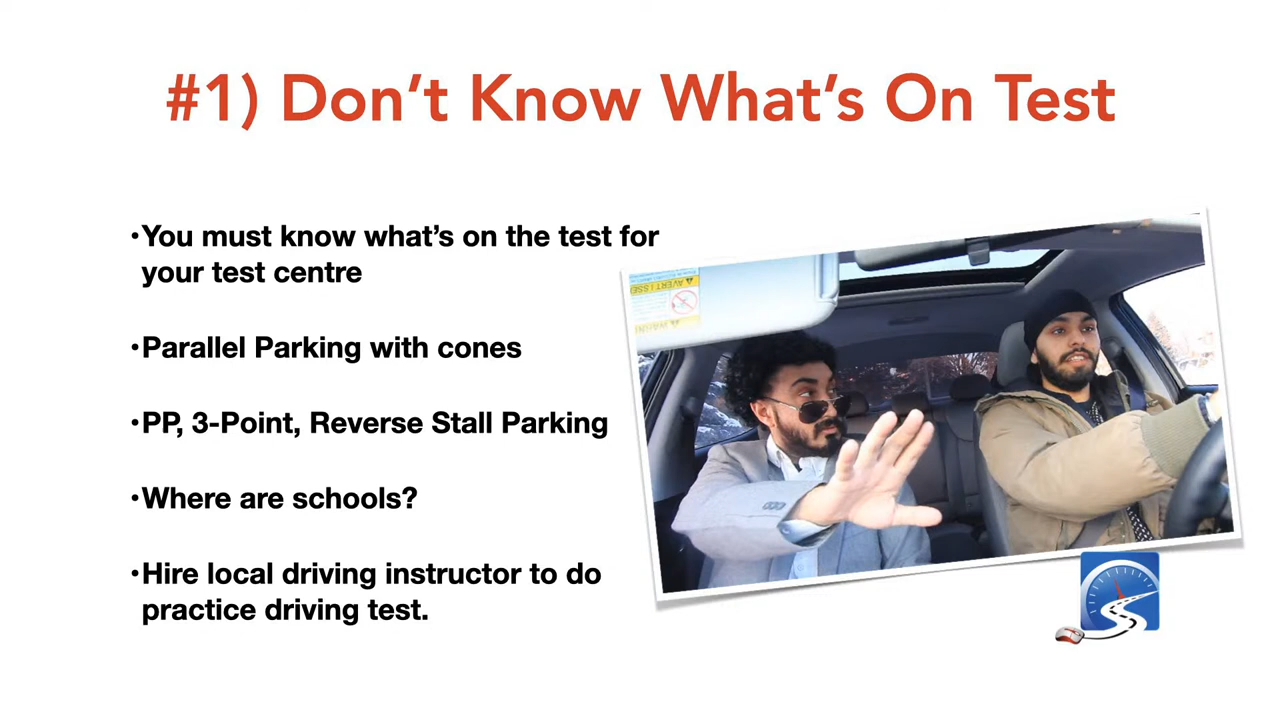 #1) Don’t Know What’s On Test
•You must know what’s on the test for
your test centre
•Parallel Parking with cones
•PP, 3-Point, Reverse Stall Parking
•Where are schools?
•Hire local driving instructor to do
practice driving test.